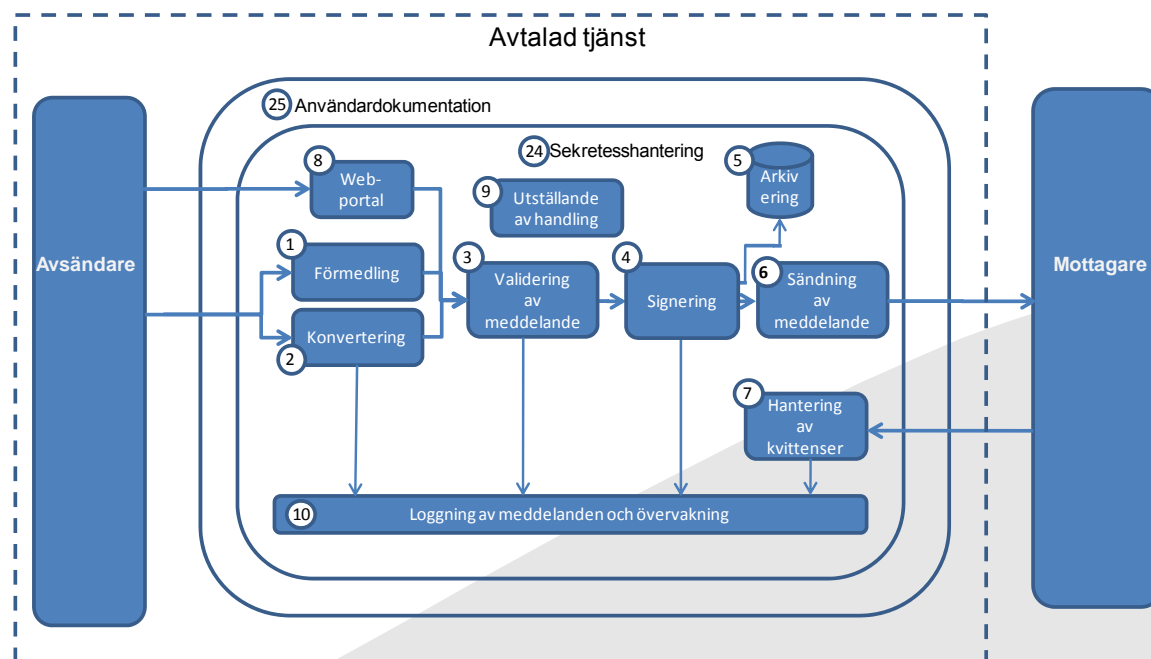 Avtalad tjänst
25 Användardokumentation
24 Sekretesshantering
8
Web-
portal
9
Utställande
av handling
5
Arkiv
ering
Avsändare
1
Förmedling
2
Konvertering
3
Validering
av
meddelande
4
Signering
6
Sändning
av
meddelande
Mottagare
7
Hantering
av
kvittenser
10
Loggning av meddelanden och övervakning